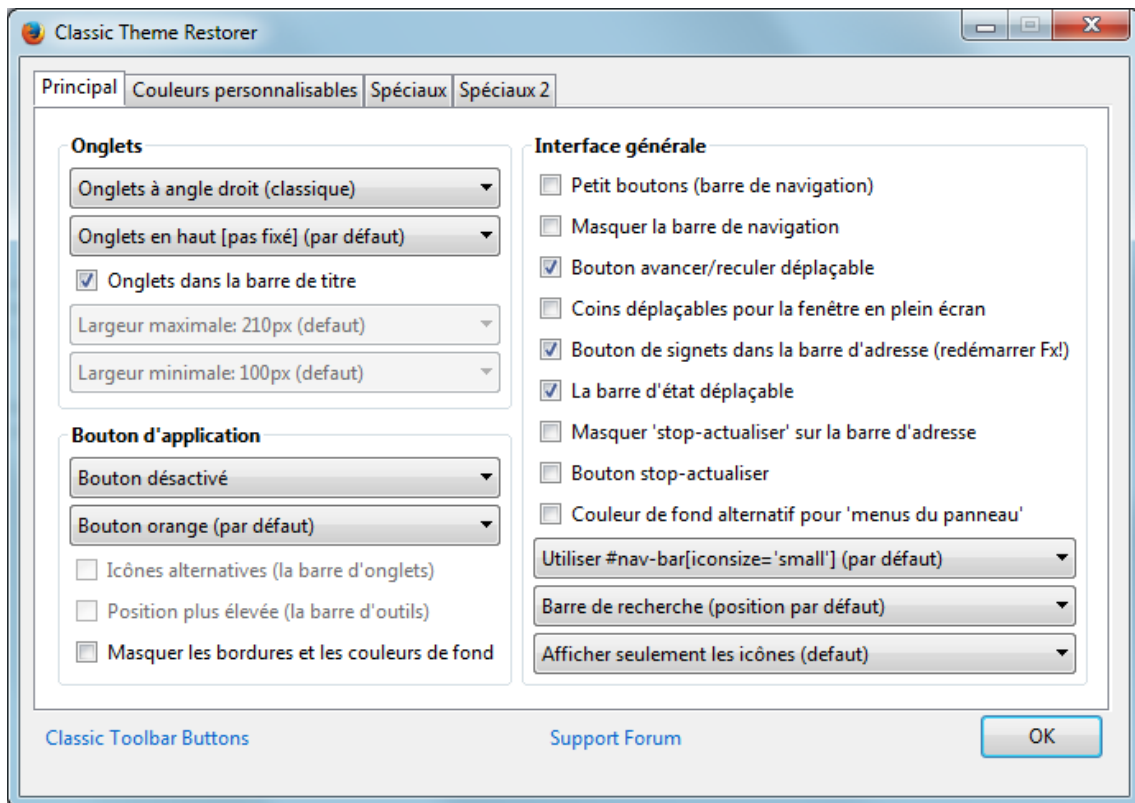 Classic Theme Restorer
Principal
Couleurs personnalisables
Spéciaux
Spéciaux 2
Onglets
Onglets à angle droit (classique)
Onglets en haut [pas fixé] (par défaut)
Onglets dans la barre de titre
Largeur maximale: 210px (defaut)
Largeur minimale: 100px (defaut)
Bouton d'application
Bouton désactivé
Bouton orange (par défaut)
Icônes alternatives (la barre d'onglets)
Position plus élevée (la barre d'outils)
Masquer les bordures et les couleurs de fond
Interface générale
Petit boutons (barre de navigation)
Masquer la barre de navigation
Bouton avancer/reculer déplaçable
Coins déplaçables pour la fenêtre en plein écran
Bouton de signets dans la barre d'adresse (redémarrer Fx!)
La barre d'état déplaçable
Masquer 'stop-actualiser' sur la barre d'adresse
Bouton stop-actualiser
Couleur de fond alternatif pour 'menus du panneau'
Utiliser #nav-bar[iconsize='small'] (par défaut)
Barre de recherche (position par défaut)
Afficher seulement les icônes (defaut)
Classic Toolbar Buttons
Support Forum
OK